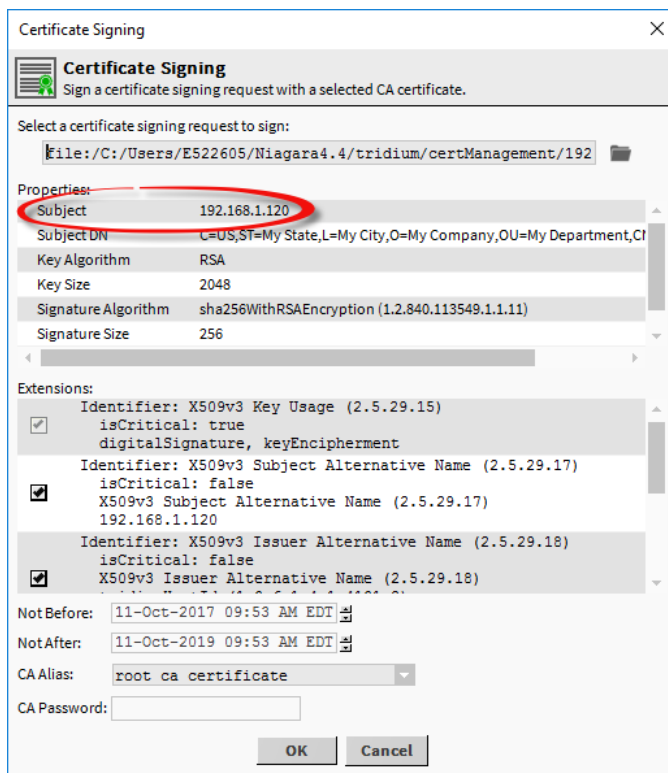 Certificate Signing
Certificate Signing
Sign a certificate signing request with a selected CA certificate.
Select a certificate signing request to sign:
file:/C:/Users/E522605/Niagara4.4/tridium/certManagement/192
Properties:
Subject 192.168.1.120
Subject DN C=US,ST=My State,L=My City,O=My Company,OU=My Department,CN
Key Algorithm RSA
Key Size 2048
Signature Algorithm sha256WithRSAEncryption (1.2.840.113549.1.1.11)
Signature Size 256
Extensions:
Identifier: X509v3 Key Usage (2.5.29.15)
isCritical: true
digitalSignature, keyEncipherment
Identifier: X509v3 Subject Alternative Name (2.5.29.17)
isCritical: false
X509v3 Subject Alternative Name (2.5.29.17)
192.168.1.120
Identifier: X509v3 Issuer Alternative Name (2.5.29.18)
isCritical: false
X509v3 Issuer Alternative Name (2.5.29.18)
Not Before: 11-Oct-2017 09:53 AM EDT
Not After: 11-Oct-2019 09:53 AM EDT
CA Alias: root ca certificate
CA Password:
OK Cancel